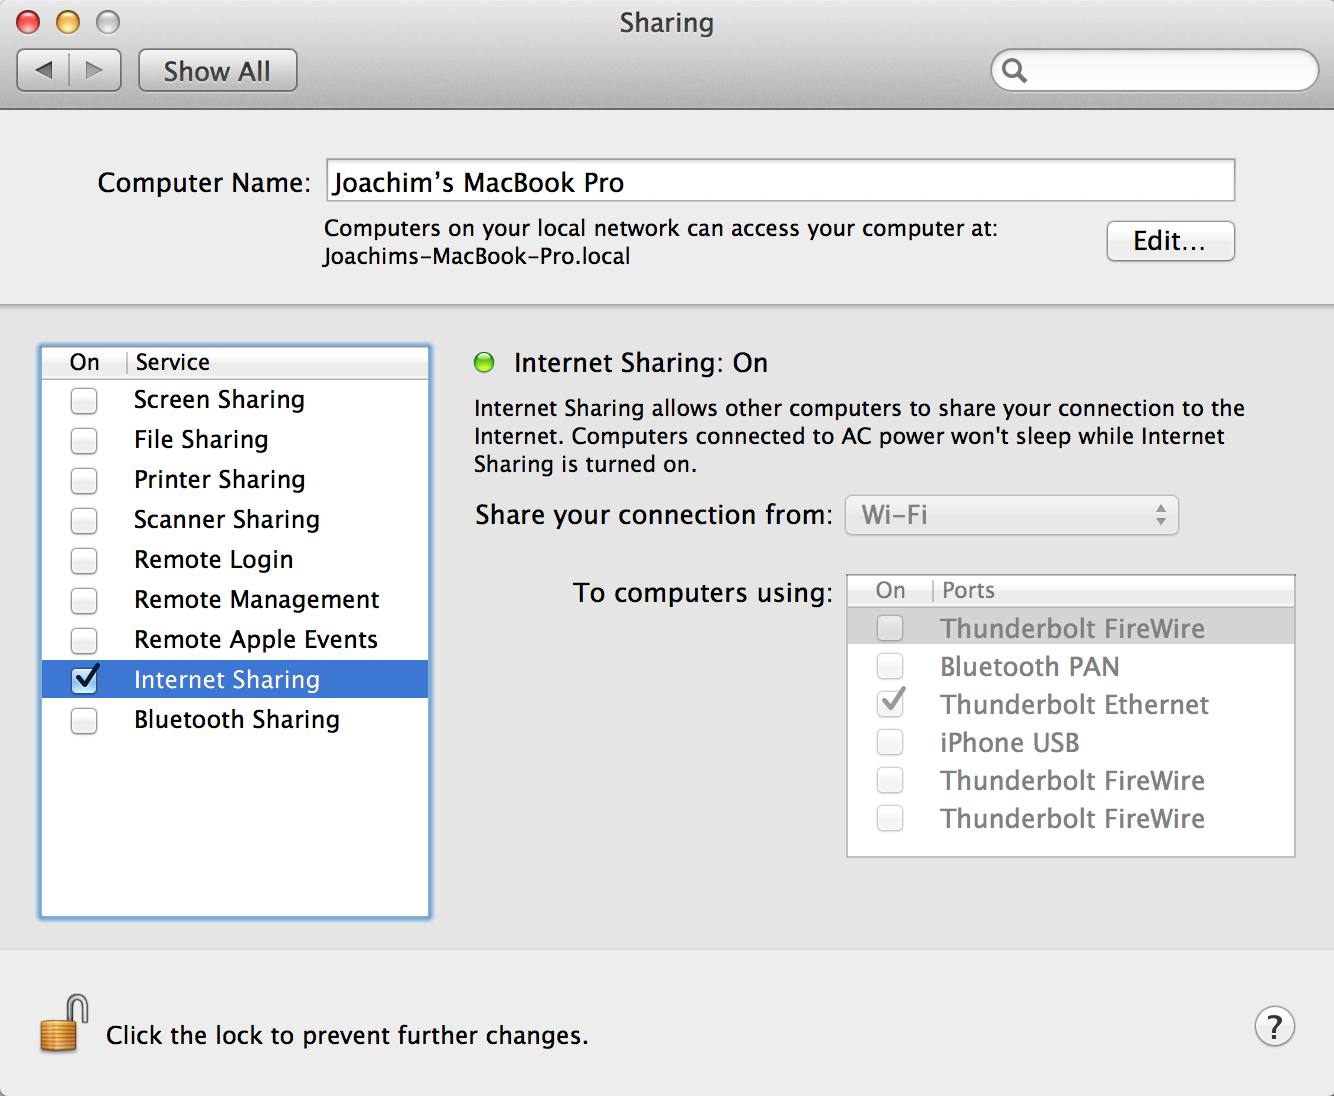 Sharing
Show All
Computer Name: Joachim’s MacBook Pro
Computers on your local network can access your computer at:
Joachims-MacBook-Pro.local
Edit...
On Service
Screen Sharing
File Sharing
Printer Sharing
Scanner Sharing
Remote Login
Remote Management
Remote Apple Events
Internet Sharing
Bluetooth Sharing
Internet Sharing: On
Internet Sharing allows other computers to share your connection to the
Internet. Computers connected to AC power won't sleep while Internet
Sharing is turned on.
Share your connection from: Wi-Fi
To computers using:
On Ports
Thunderbolt FireWire
Bluetooth PAN
Thunderbolt Ethernet
iPhone USB
Thunderbolt FireWire
Thunderbolt FireWire
Click the lock to prevent further changes.
?